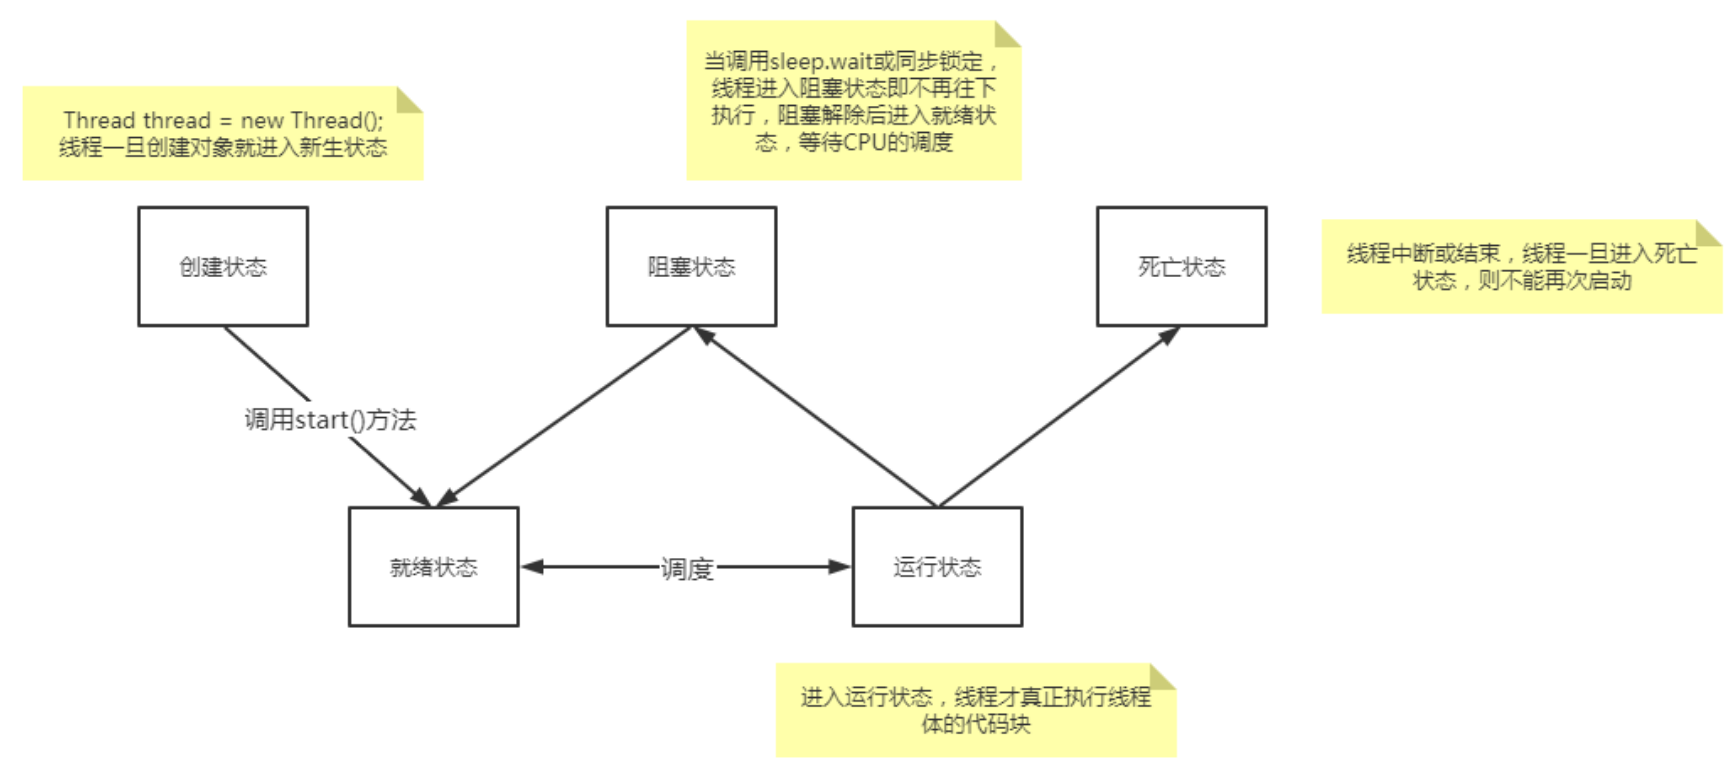 当调用sleep.wait或同步锁定，
线程进入阻塞状态即不再往下
执行，阻塞解除后进入就绪状
态，等待CPU的调度
Thread thread = new Thread();
线程一旦创建对象就进入新生状态
创建状态
阻塞状态
死亡状态
线程中断或结束，线程一旦进入死亡
状态，则不能再次启动
调用start()方法
就绪状态
调度
运行状态
进入运行状态，线程才真正执行线程
体的代码块